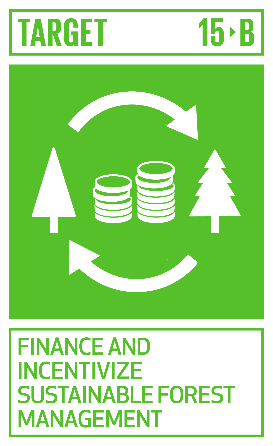 TARGET 15▸B
FINANCE AND
INCENTIVIZE
SUSTAINABLE FOREST
MANAGEMENT